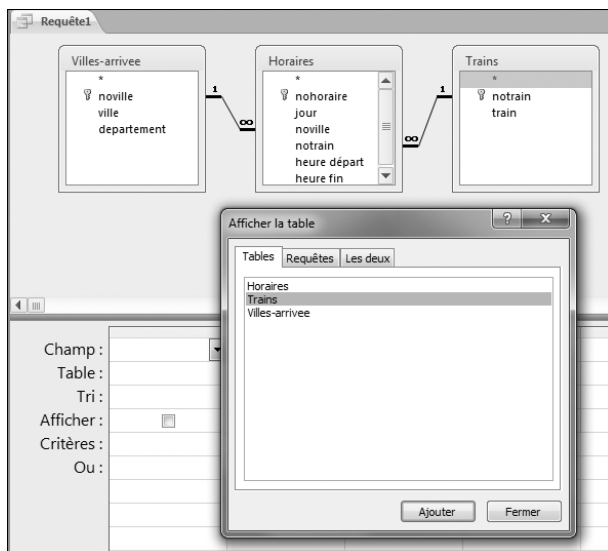 Requête1
Villes-arrivee
*
noville
ville
departement
1
∞
Horaires
*
nohoraire
jour
noville
notrain
heure départ
heure fin
1
∞
Trains
*
notrain
train
Afficher la table
?
X
Tables
Requêtes
Les deux
Horaires
Trains
Villes-arrivee
Ajouter
Fermer
Champ :
Table :
Tri :
Afficher :
Critères :
Ou :